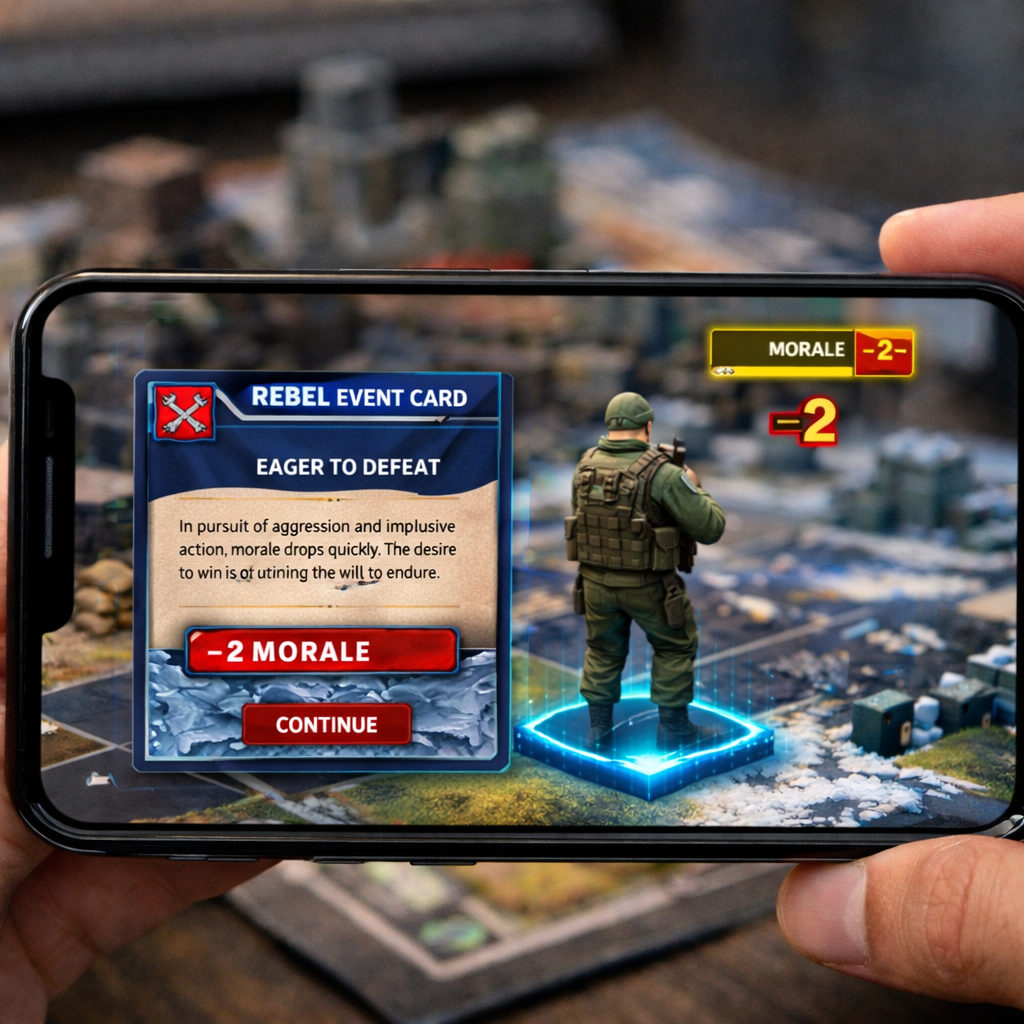 REBEL EVENT CARD
EAGER TO DEFEAT
In pursuit of aggression and implusive
action, morale drops quickly. The desire
to win is of utining the will to endure.
–2 MORALE
CONTINUE
MORALE –2–
–2